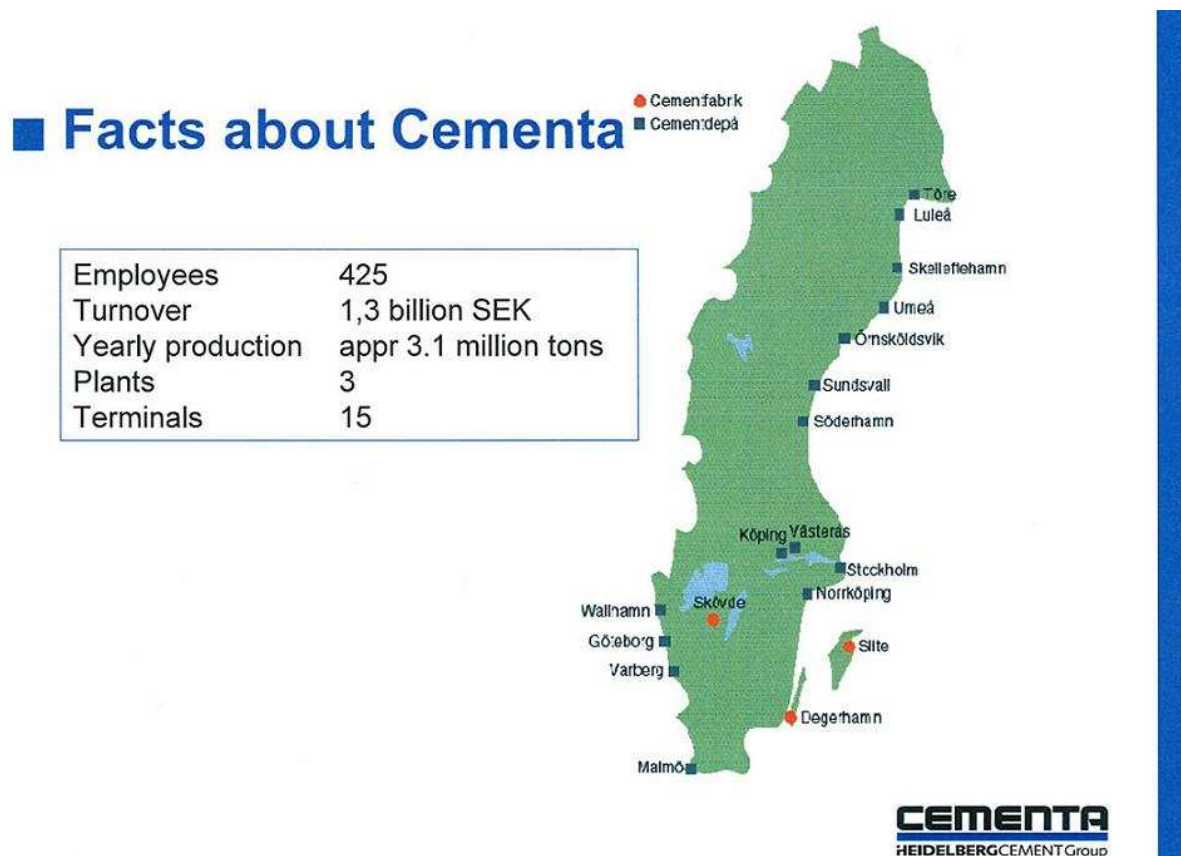 Facts about Cementa
Cementfabrik
Cementdepå
Employees 425
Turnover 1,3 billion SEK
Yearly production appr 3.1 million tons
Plants 3
Terminals 15
Töre
Luleå
Skelleftehamn
Umeå
Örnsköldsvik
Sundsvall
Söderhamn
Köping Västerås
Stockholm
Norrköping
Skövde
Wallhamn
Göteborg
Varberg
Slite
Degerhamn
Malmö
CEMENTA
HEIDELBERGCEMENT Group